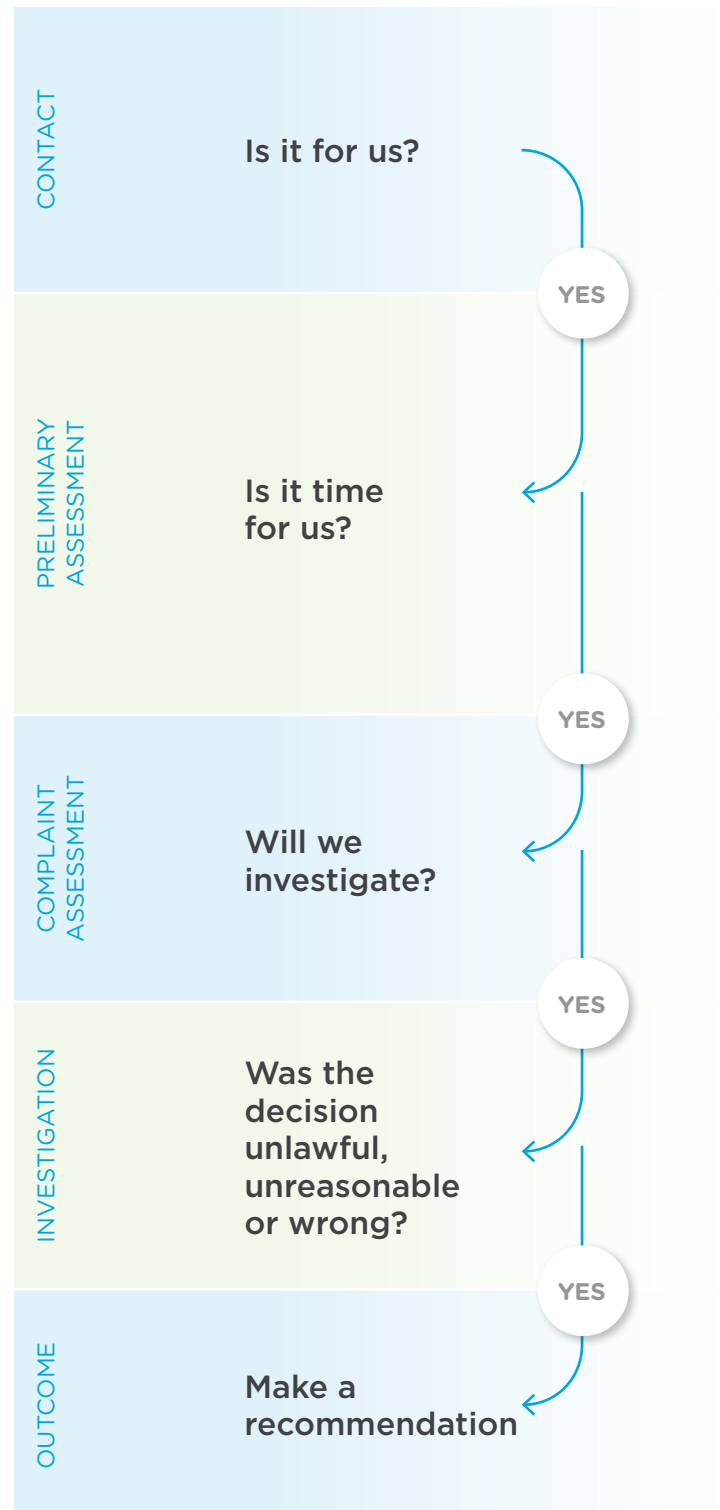 CONTACT
Is it for us?
YES
PRELIMINARY
ASSESSMENT
Is it time
for us?
YES
COMPLAINT
ASSESSMENT
Will we
investigate?
YES
INVESTIGATION
Was the
decision
unlawful,
unreasonable
or wrong?
YES
OUTCOME
Make a
recommendation